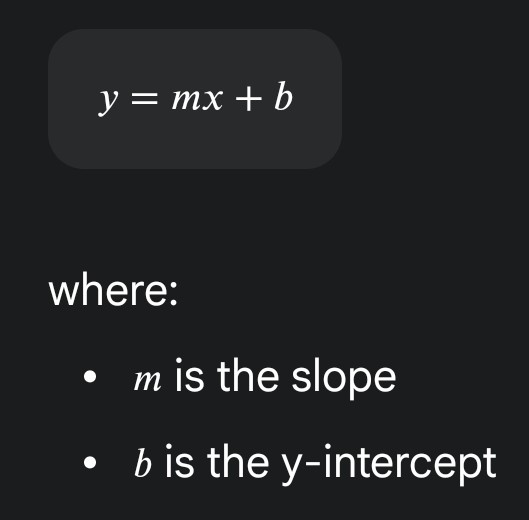 y = mx + b
where:
• m is the slope
• b is the y-intercept